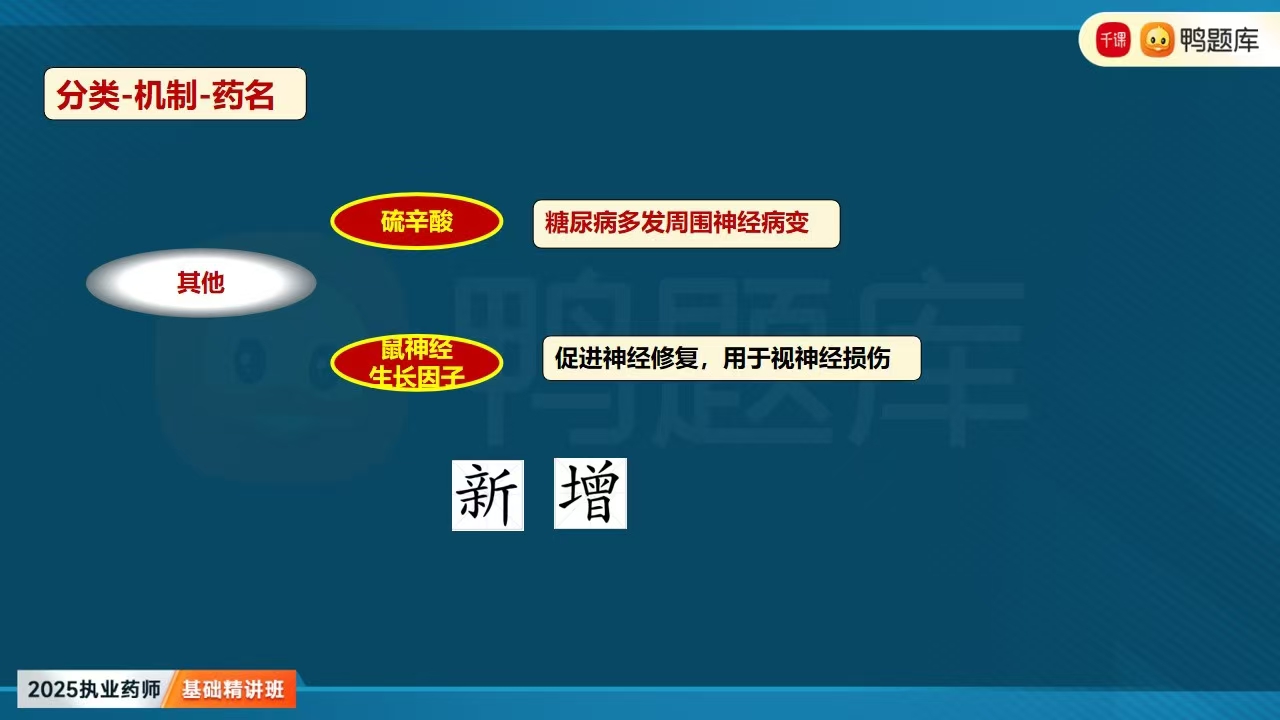 千课 鸭题库
分类-机制-药名
硫辛酸
糖尿病多发周围神经病变
其他
鼠神经
生长因子
促进神经修复，用于视神经损伤
鸭题库
新 增
2025执业药师 基础精讲班